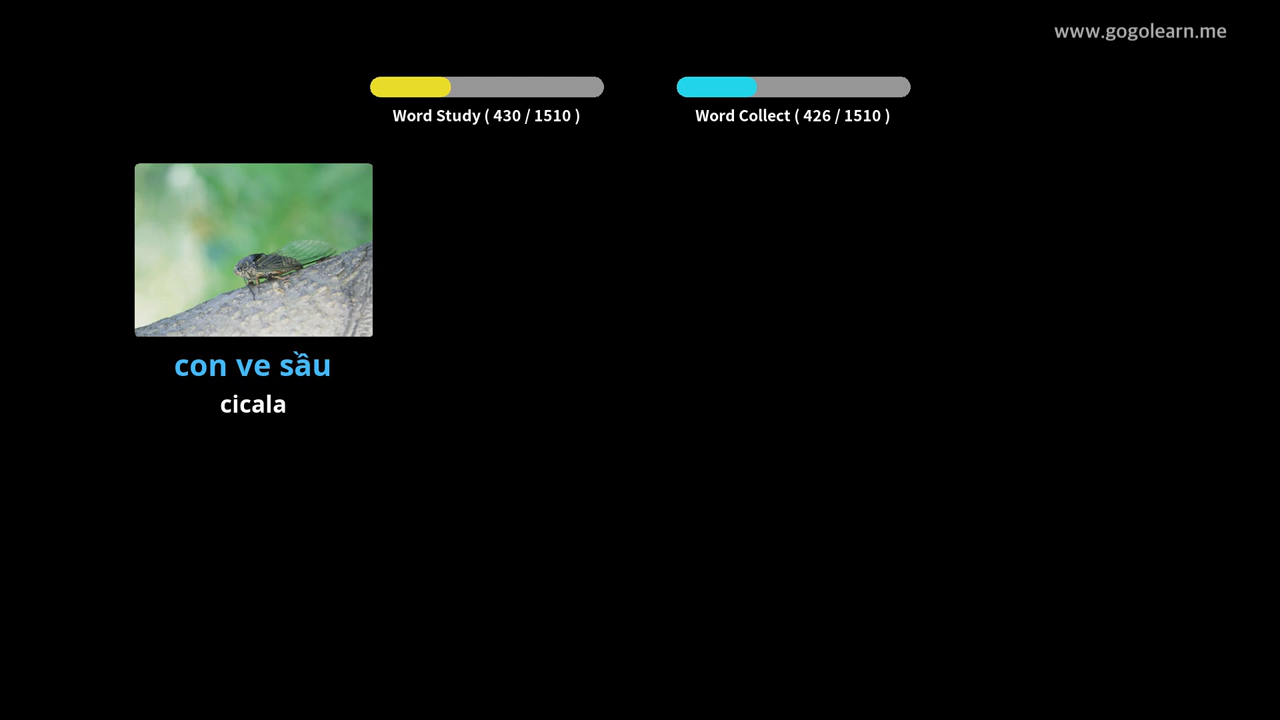 www.gogolearn.me
Word Study ( 430 / 1510 )
Word Collect ( 426 / 1510 )
con ve sầu
cicala